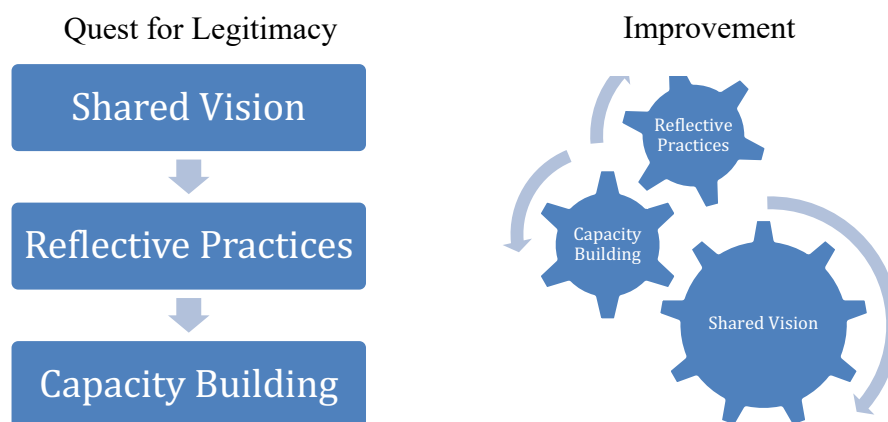 Quest for Legitimacy
Shared Vision
Reflective Practices
Capacity Building
Improvement
Reflective
Practices
Capacity
Building
Shared Vision